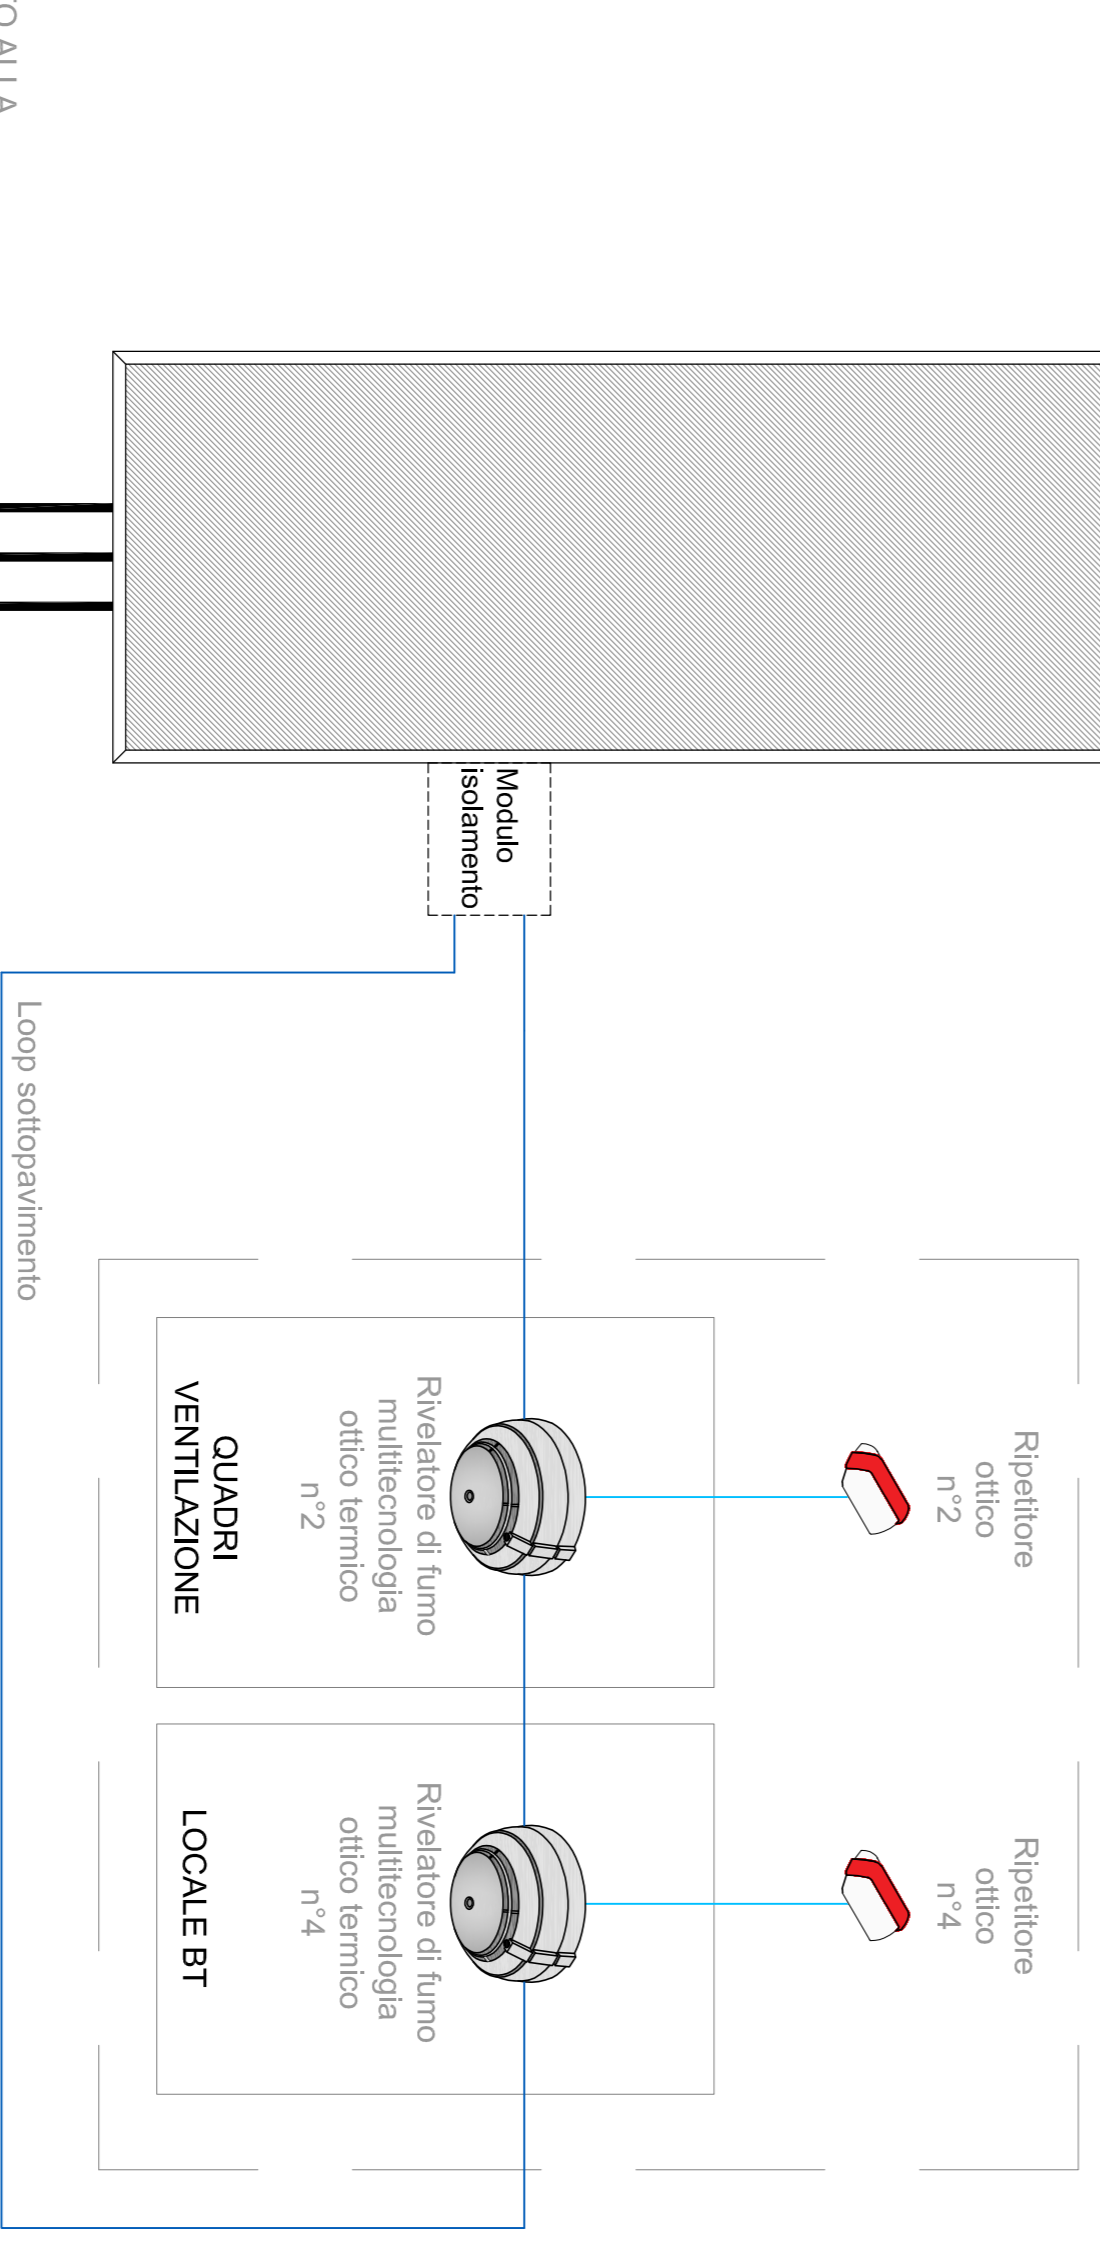 Modulo
isolamento
Loop sottopavimento
Ripetitore
ottico
n°2
Rivelatore di fumo
multitecnologia
ottico termico
n°2
QUADRI
VENTILAZIONE
Ripetitore
ottico
n°4
Rivelatore di fumo
multitecnologia
ottico termico
n°4
LOCALE BT